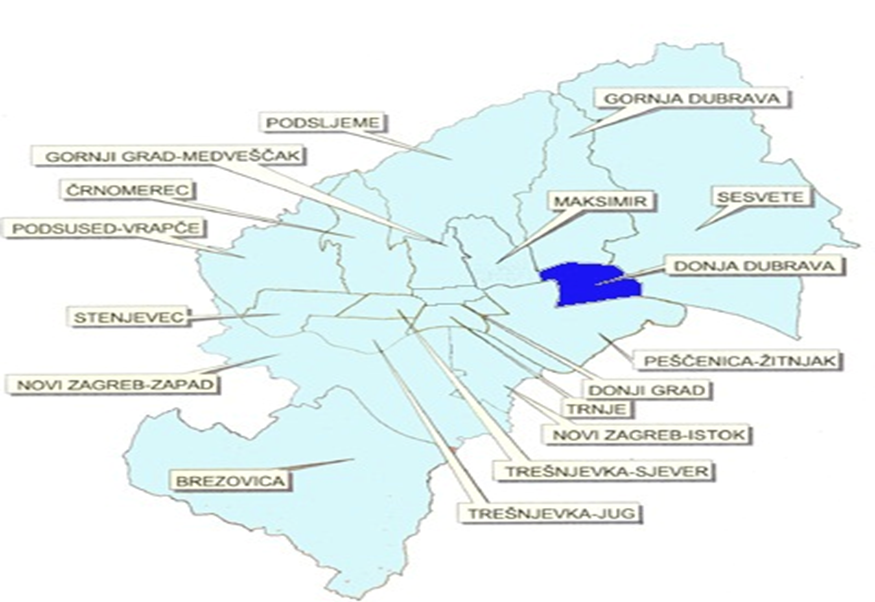 GORNJA DUBRAVA
PODSLJEME
GORNJI GRAD-MEDVEŠČAK
ČRNOMEREC
MAKSIMIR
SESVETE
PODSUSED-VRAPČE
DONJA DUBRAVA
STENJEVEC
PEŠČENICA-ŽITNJAK
NOVI ZAGREB-ZAPAD
DONJI GRAD
TRNJE
NOVI ZAGREB-ISTOK
TREŠNJEVKA-SJEVER
BREZOVICA
TREŠNJEVKA-JUG